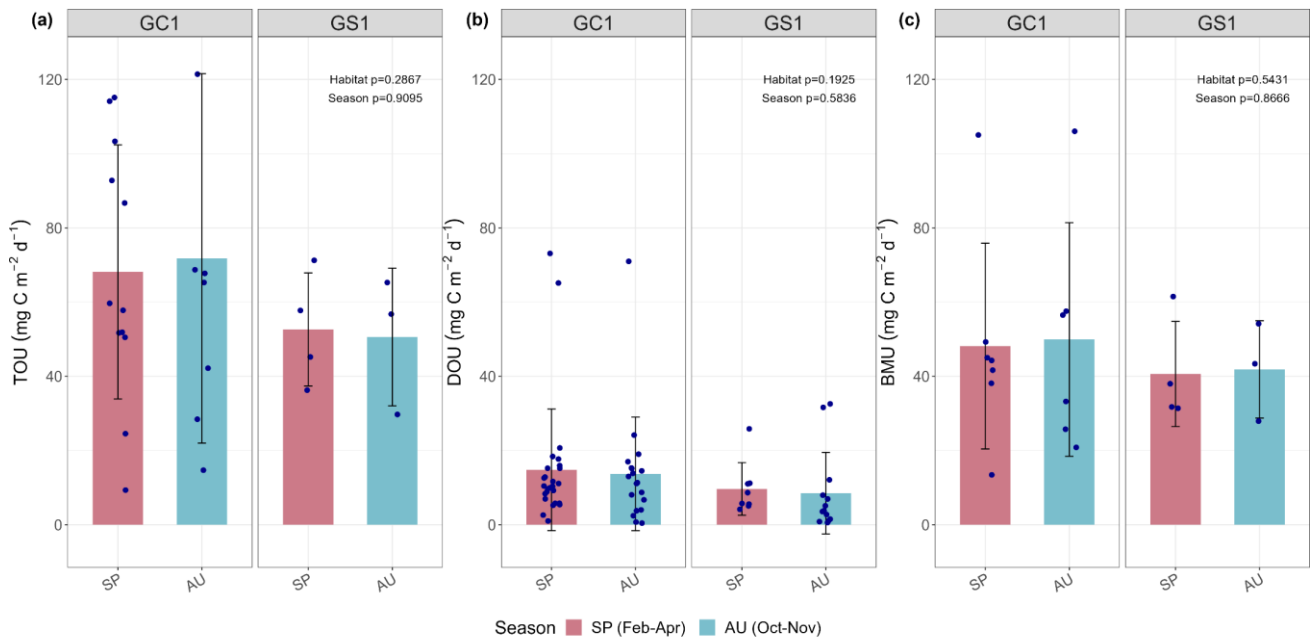 (a)
GC1
GS1
Habitat p=0.2867
Season p=0.9095
TOU (mg C m⁻² d⁻¹)
120
80
40
0
SP
AU
SP
AU
(b)
GC1
GS1
Habitat p=0.1925
Season p=0.5836
DOU (mg C m⁻² d⁻¹)
120
80
40
0
SP
AU
SP
AU
(c)
GC1
GS1
Habitat p=0.5431
Season p=0.8666
BMU (mg C m⁻² d⁻¹)
120
80
40
0
SP
AU
SP
AU
Season SP (Feb-Apr) AU (Oct-Nov)